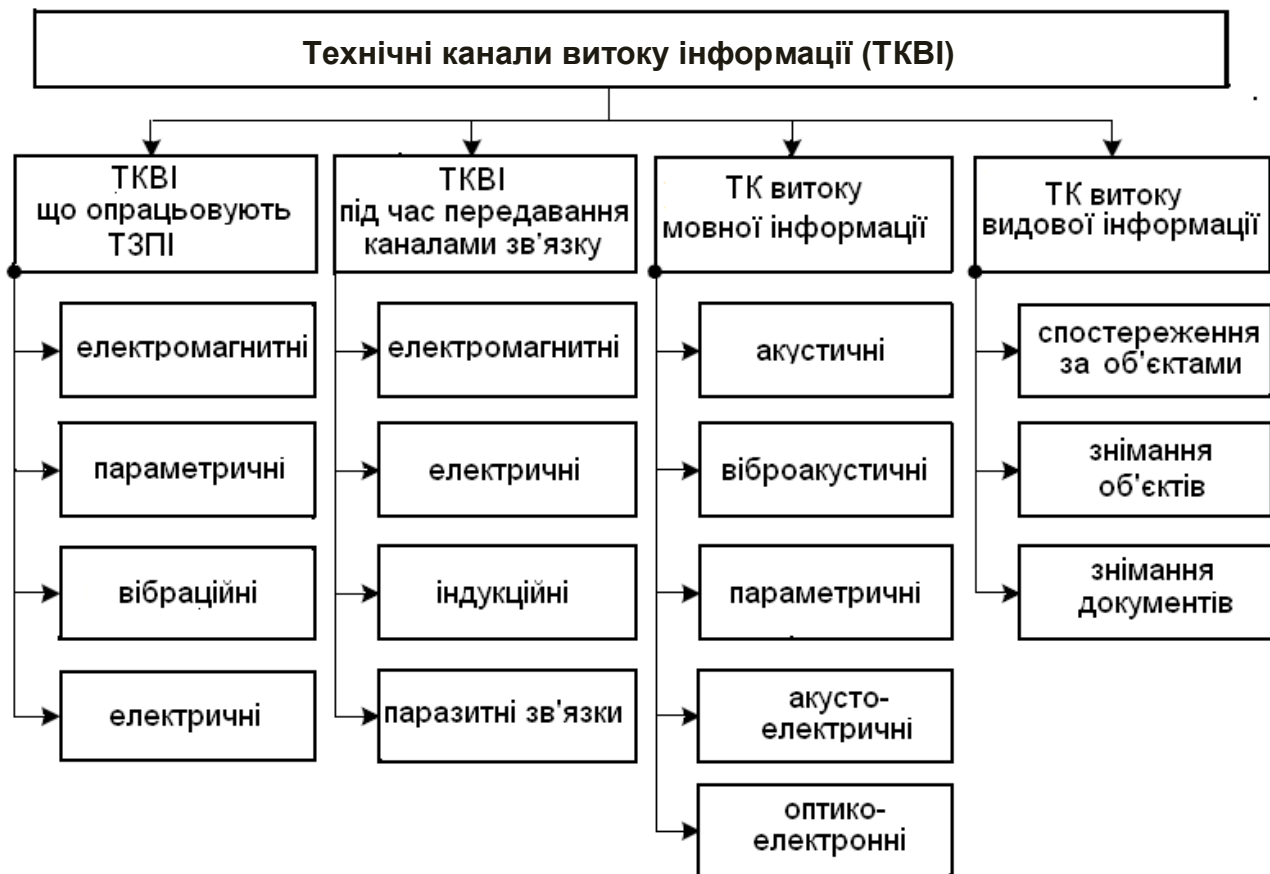 Технічні канали витоку інформації (ТКВІ)
ТКВІ
що опрацьовують
ТЗПІ
електромагнитні
параметричні
вібраційні
електричні
ТКВІ
під час передавання
каналами зв'язку
електромагнитні
електричні
індукційні
паразитні зв'язки
ТК витоку
мовної інформації
акустичні
віброакустичні
параметричні
акусто-
електричні
оптико-
електронні
ТК витоку
видової інформації
спостереження
за об'єктами
знімання
об'єктів
знімання
документів